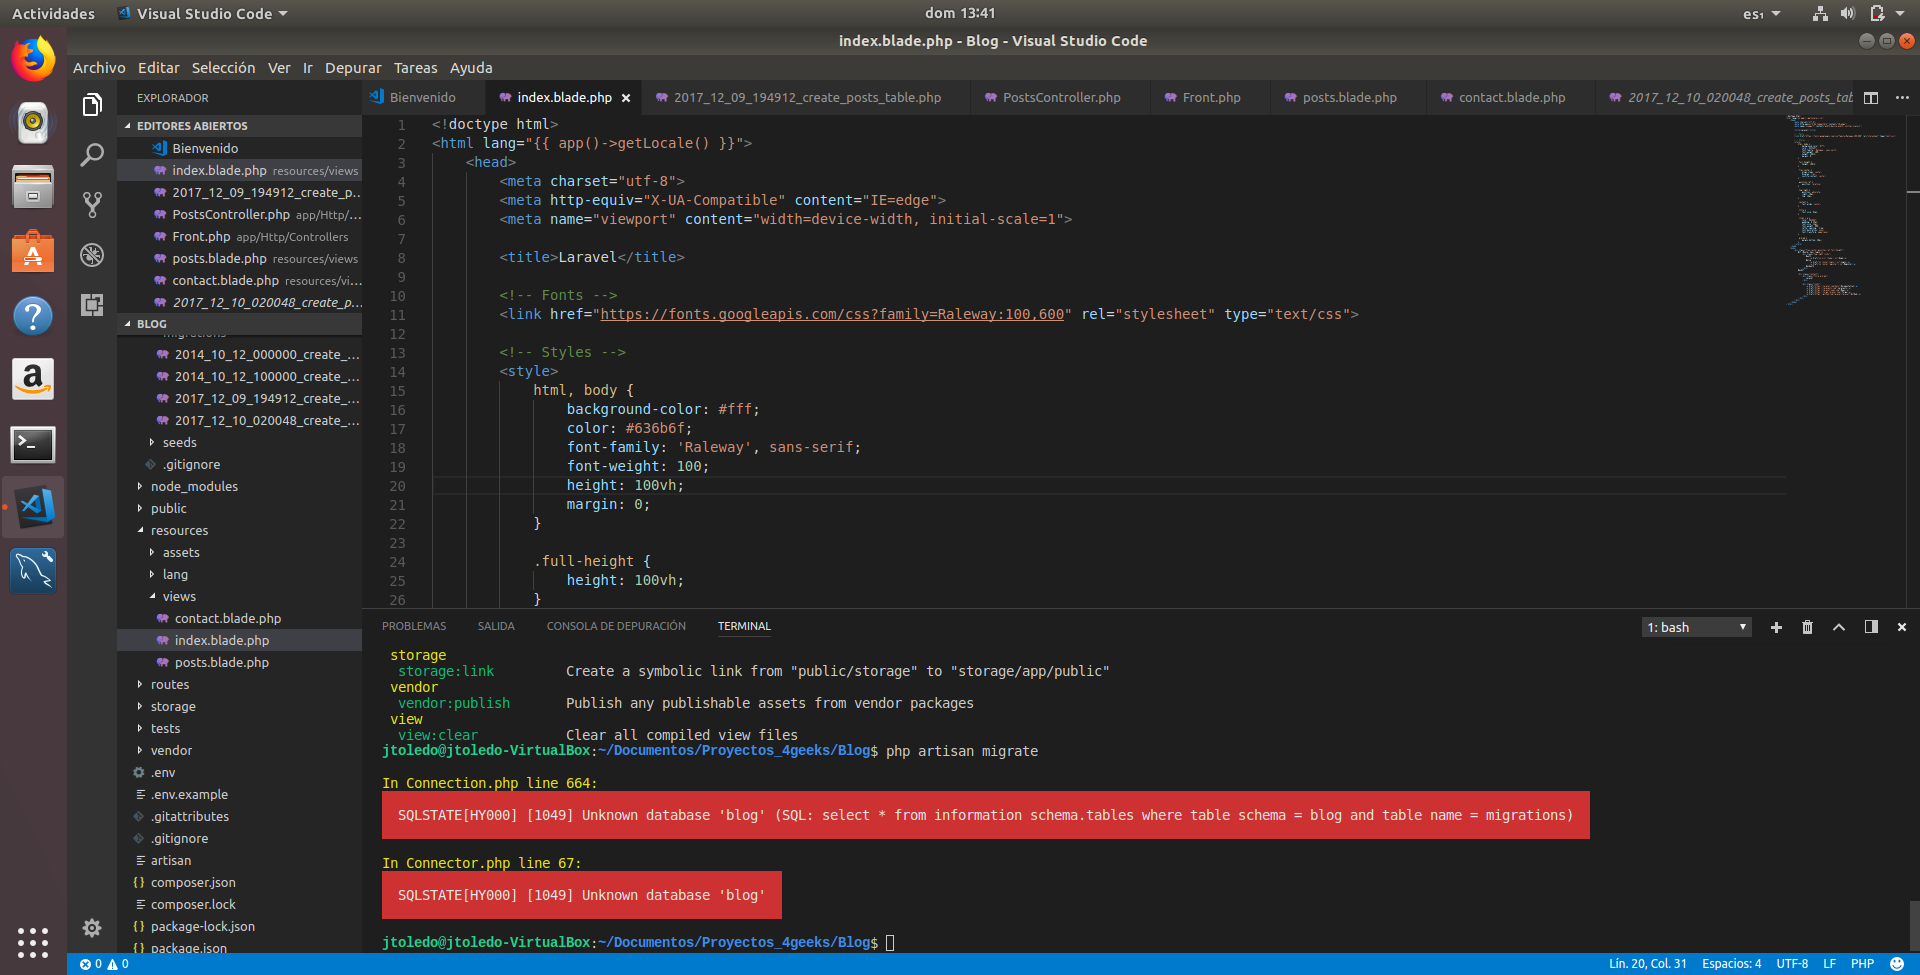 Actividades
Visual Studio Code
dom 13:41
es₁
index.blade.php - Blog - Visual Studio Code
Archivo Editar Selección Ver Ir Depurar Tareas Ayuda
EXPLORADOR
EDITORES ABIERTOS
Bienvenido
index.blade.php resources/views
2017_12_09_194912_create_p...
PostsController.php app/Http/...
Front.php app/Http/Controllers
posts.blade.php resources/views
contact.blade.php resources/vi...
2017_12_10_020048_create_p...
BLOG
migrations
2014_10_12_000000_create_...
2014_10_12_100000_create_...
2017_12_09_194912_create_...
2017_12_10_020048_create_...
seeds
.gitignore
node_modules
public
resources
assets
lang
views
contact.blade.php
index.blade.php
posts.blade.php
routes
storage
tests
vendor
.env
.env.example
.gitattributes
.gitignore
artisan
composer.json
composer.lock
package-lock.json
package.json
Bienvenido index.blade.php 2017_12_09_194912_create_posts_table.php PostsController.php Front.php posts.blade.php contact.blade.php 2017_12_10_020048_create_posts_tab
1 <!doctype html>
2 <html lang="{{ app()->getLocale() }}">
3 <head>
4 <meta charset="utf-8">
5 <meta http-equiv="X-UA-Compatible" content="IE=edge">
6 <meta name="viewport" content="width=device-width, initial-scale=1">
7
8 <title>Laravel</title>
9
10 <!-- Fonts -->
11 <link href="https://fonts.googleapis.com/css?family=Raleway:100,600" rel="stylesheet" type="text/css">
12
13 <!-- Styles -->
14 <style>
15 html, body {
16 background-color: #fff;
17 color: #636b6f;
18 font-family: 'Raleway', sans-serif;
19 font-weight: 100;
20 height: 100vh;
21 margin: 0;
22 }
23
24 .full-height {
25 height: 100vh;
26 }
PROBLEMAS SALIDA CONSOLA DE DEPURACIÓN TERMINAL
1: bash
storage
storage:link Create a symbolic link from "public/storage" to "storage/app/public"
vendor
vendor:publish Publish any publishable assets from vendor packages
view
view:clear Clear all compiled view files
jtoledo@jtoledo-VirtualBox:~/Documentos/Proyectos_4geeks/Blog$ php artisan migrate
In Connection.php line 664:
SQLSTATE[HY000] [1049] Unknown database 'blog' (SQL: select * from information schema.tables where table schema = blog and table name = migrations)
In Connector.php line 67:
SQLSTATE[HY000] [1049] Unknown database 'blog'
jtoledo@jtoledo-VirtualBox:~/Documentos/Proyectos_4geeks/Blog$
0 0
Lín. 20, Col. 31 Espacios: 4 UTF-8 LF PHP